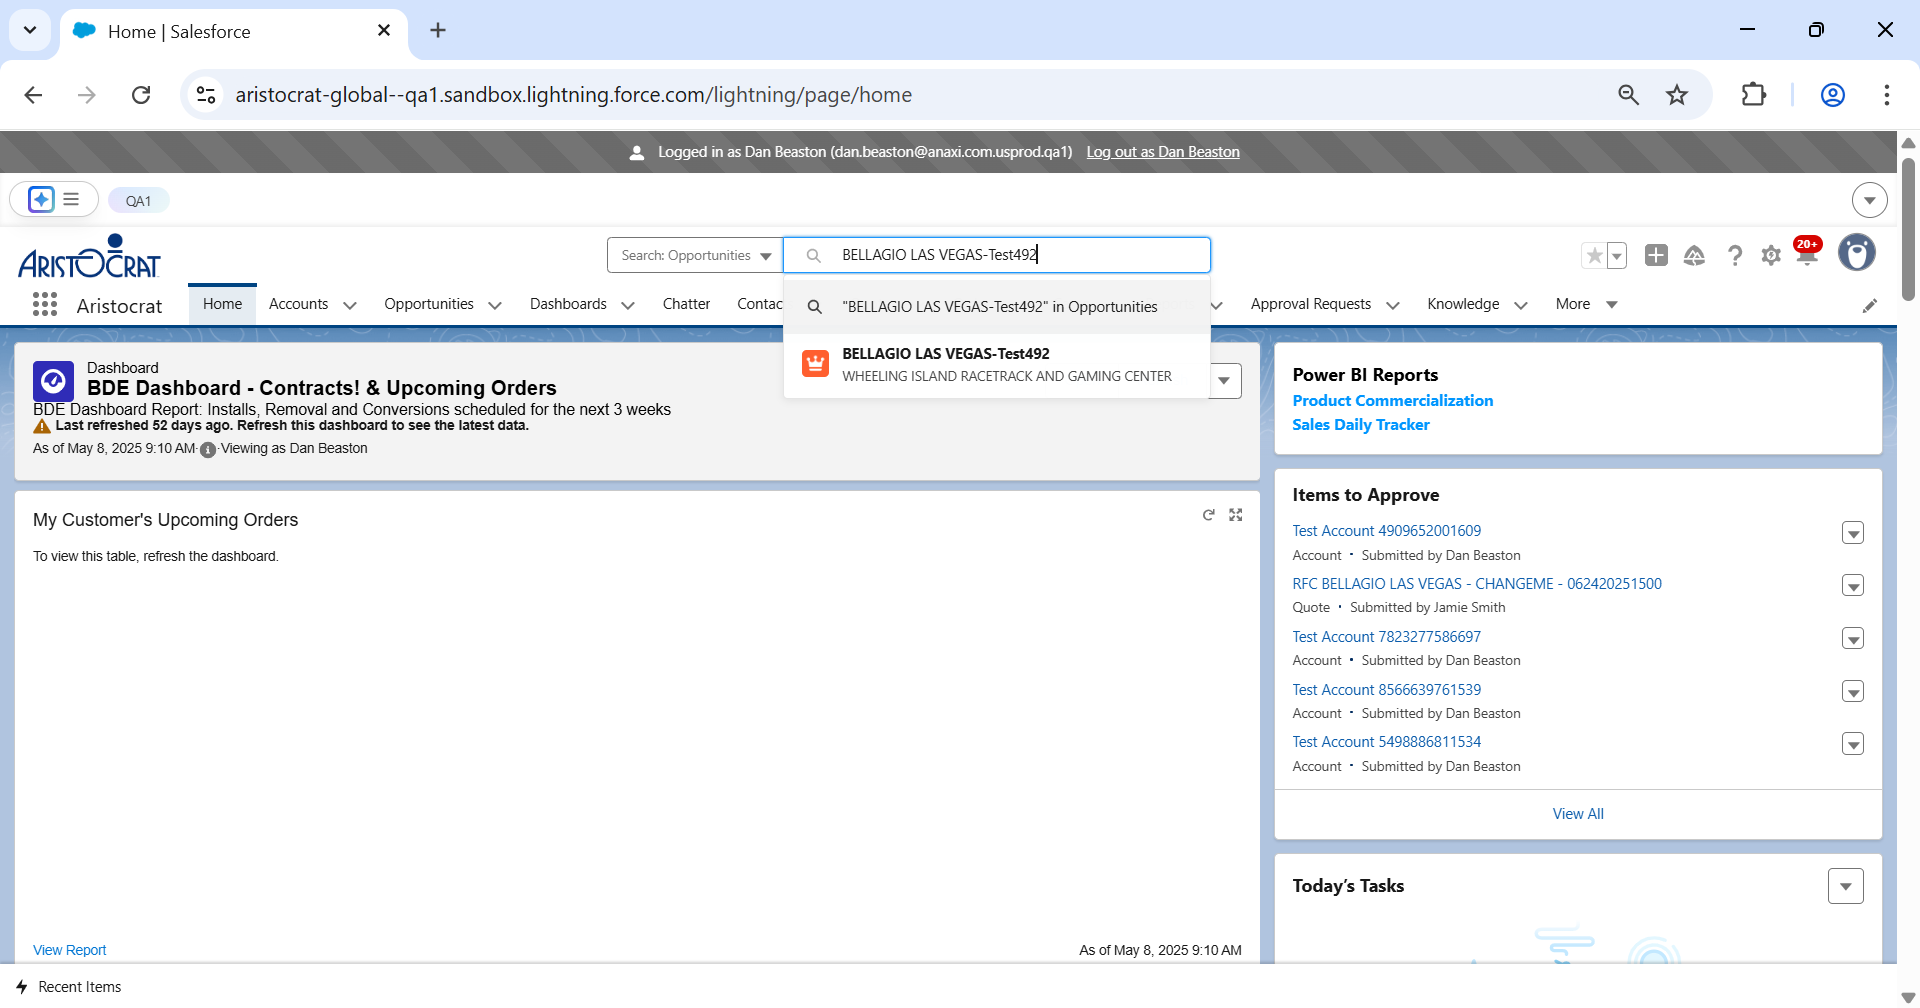 Home | Salesforce
aristocrat-global--qa1.sandbox.lightning.force.com/lightning/page/home
Logged in as Dan Beaston (dan.beaston@anaxi.com.usprod.qa1) Log out as Dan Beaston
QA1
ARISTOCRAT
Search: Opportunities
BELLAGIO LAS VEGAS-Test492
20+
Aristocrat
Home
Accounts
Opportunities
Dashboards
Chatter
Contac
Approval Requests
Knowledge
More
"BELLAGIO LAS VEGAS-Test492" in Opportunities
BELLAGIO LAS VEGAS-Test492
WHEELING ISLAND RACETRACK AND GAMING CENTER
Dashboard
BDE Dashboard - Contracts! & Upcoming Orders
BDE Dashboard Report: Installs, Removal and Conversions scheduled for the next 3 weeks
Last refreshed 52 days ago. Refresh this dashboard to see the latest data.
As of May 8, 2025 9:10 AM·Viewing as Dan Beaston
My Customer's Upcoming Orders
To view this table, refresh the dashboard.
View Report
As of May 8, 2025 9:10 AM
Power BI Reports
Product Commercialization
Sales Daily Tracker
Items to Approve
Test Account 4909652001609
Account • Submitted by Dan Beaston
RFC BELLAGIO LAS VEGAS - CHANGEME - 062420251500
Quote • Submitted by Jamie Smith
Test Account 7823277586697
Account • Submitted by Dan Beaston
Test Account 8566639761539
Account • Submitted by Dan Beaston
Test Account 5498886811534
Account • Submitted by Dan Beaston
View All
Today's Tasks
Recent Items